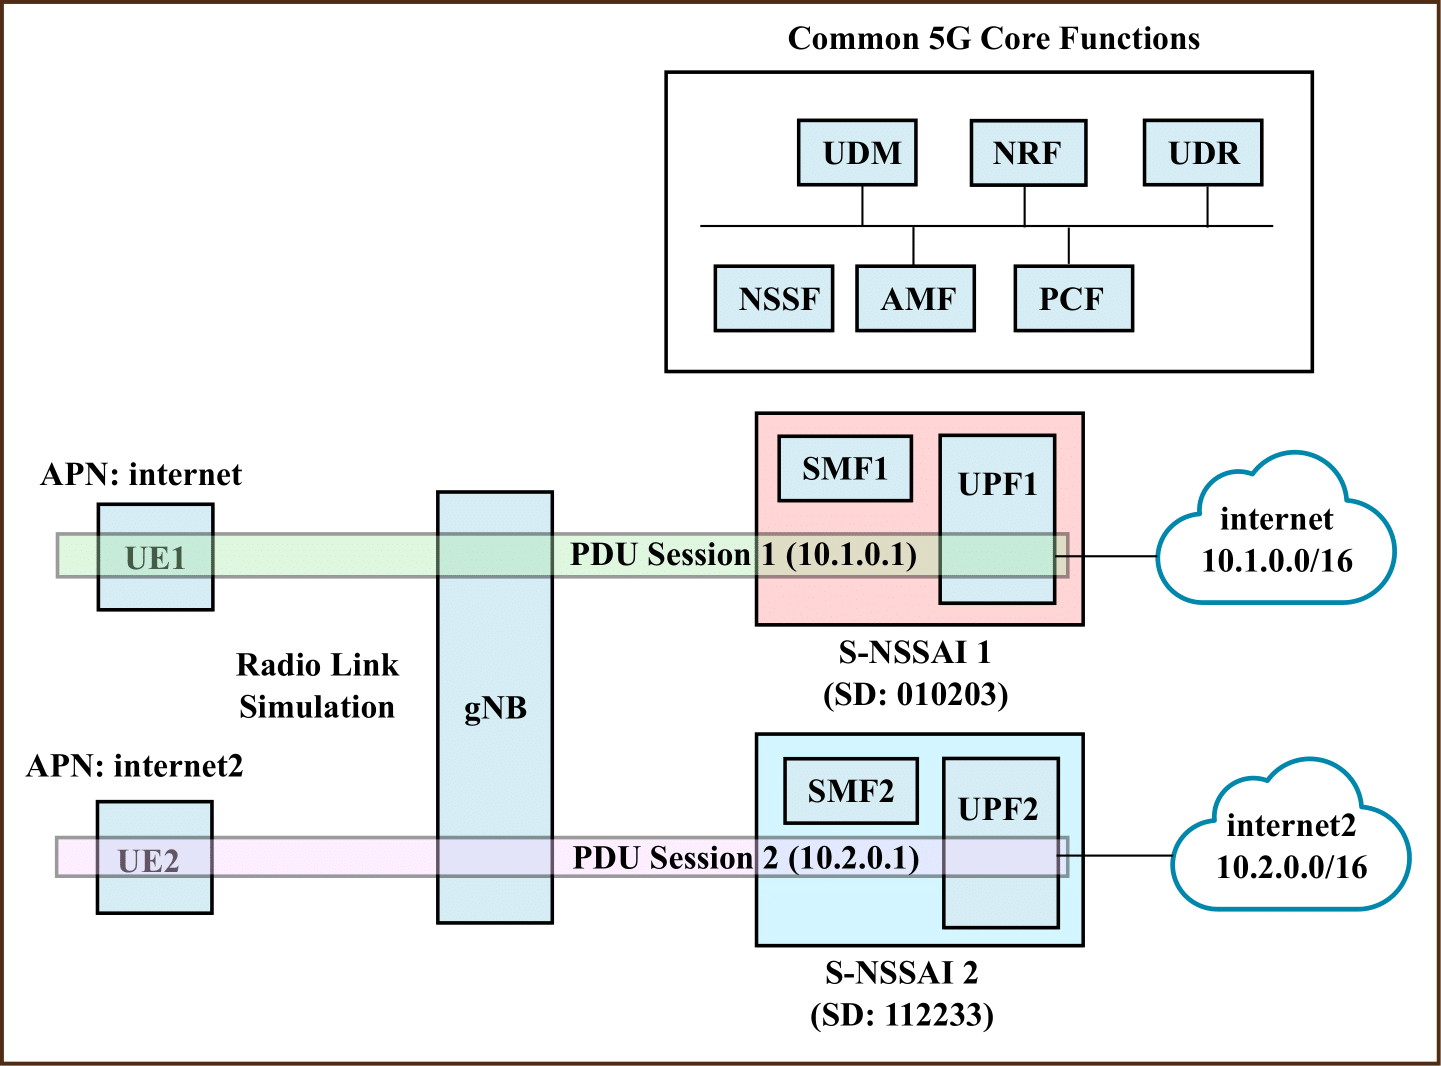 Common 5G Core Functions
UDM
NRF
UDR
NSSF
AMF
PCF
APN: internet
UE1
PDU Session 1 (10.1.0.1)
SMF1
UPF1
internet
10.1.0.0/16
S-NSSAI 1
(SD: 010203)
Radio Link
Simulation
gNB
APN: internet2
UE2
PDU Session 2 (10.2.0.1)
SMF2
UPF2
internet2
10.2.0.0/16
S-NSSAI 2
(SD: 112233)